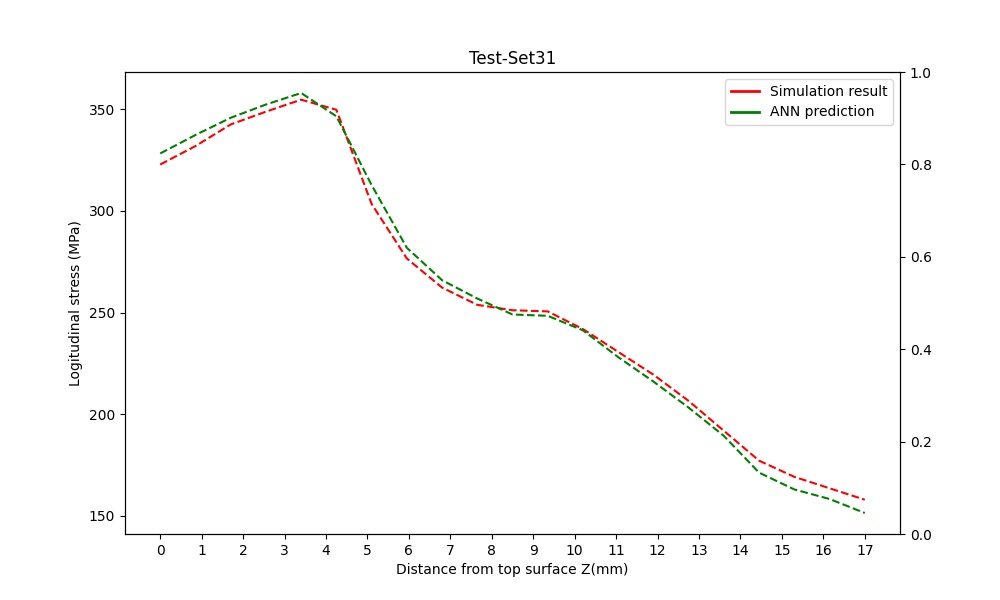 Test-Set31
Simulation result
ANN prediction
350
300
250
200
150
Logitudinal stress (MPa)
1.0
0.8
0.6
0.4
0.2
0.0
0 1 2 3 4 5 6 7 8 9 10 11 12 13 14 15 16 17
Distance from top surface Z(mm)